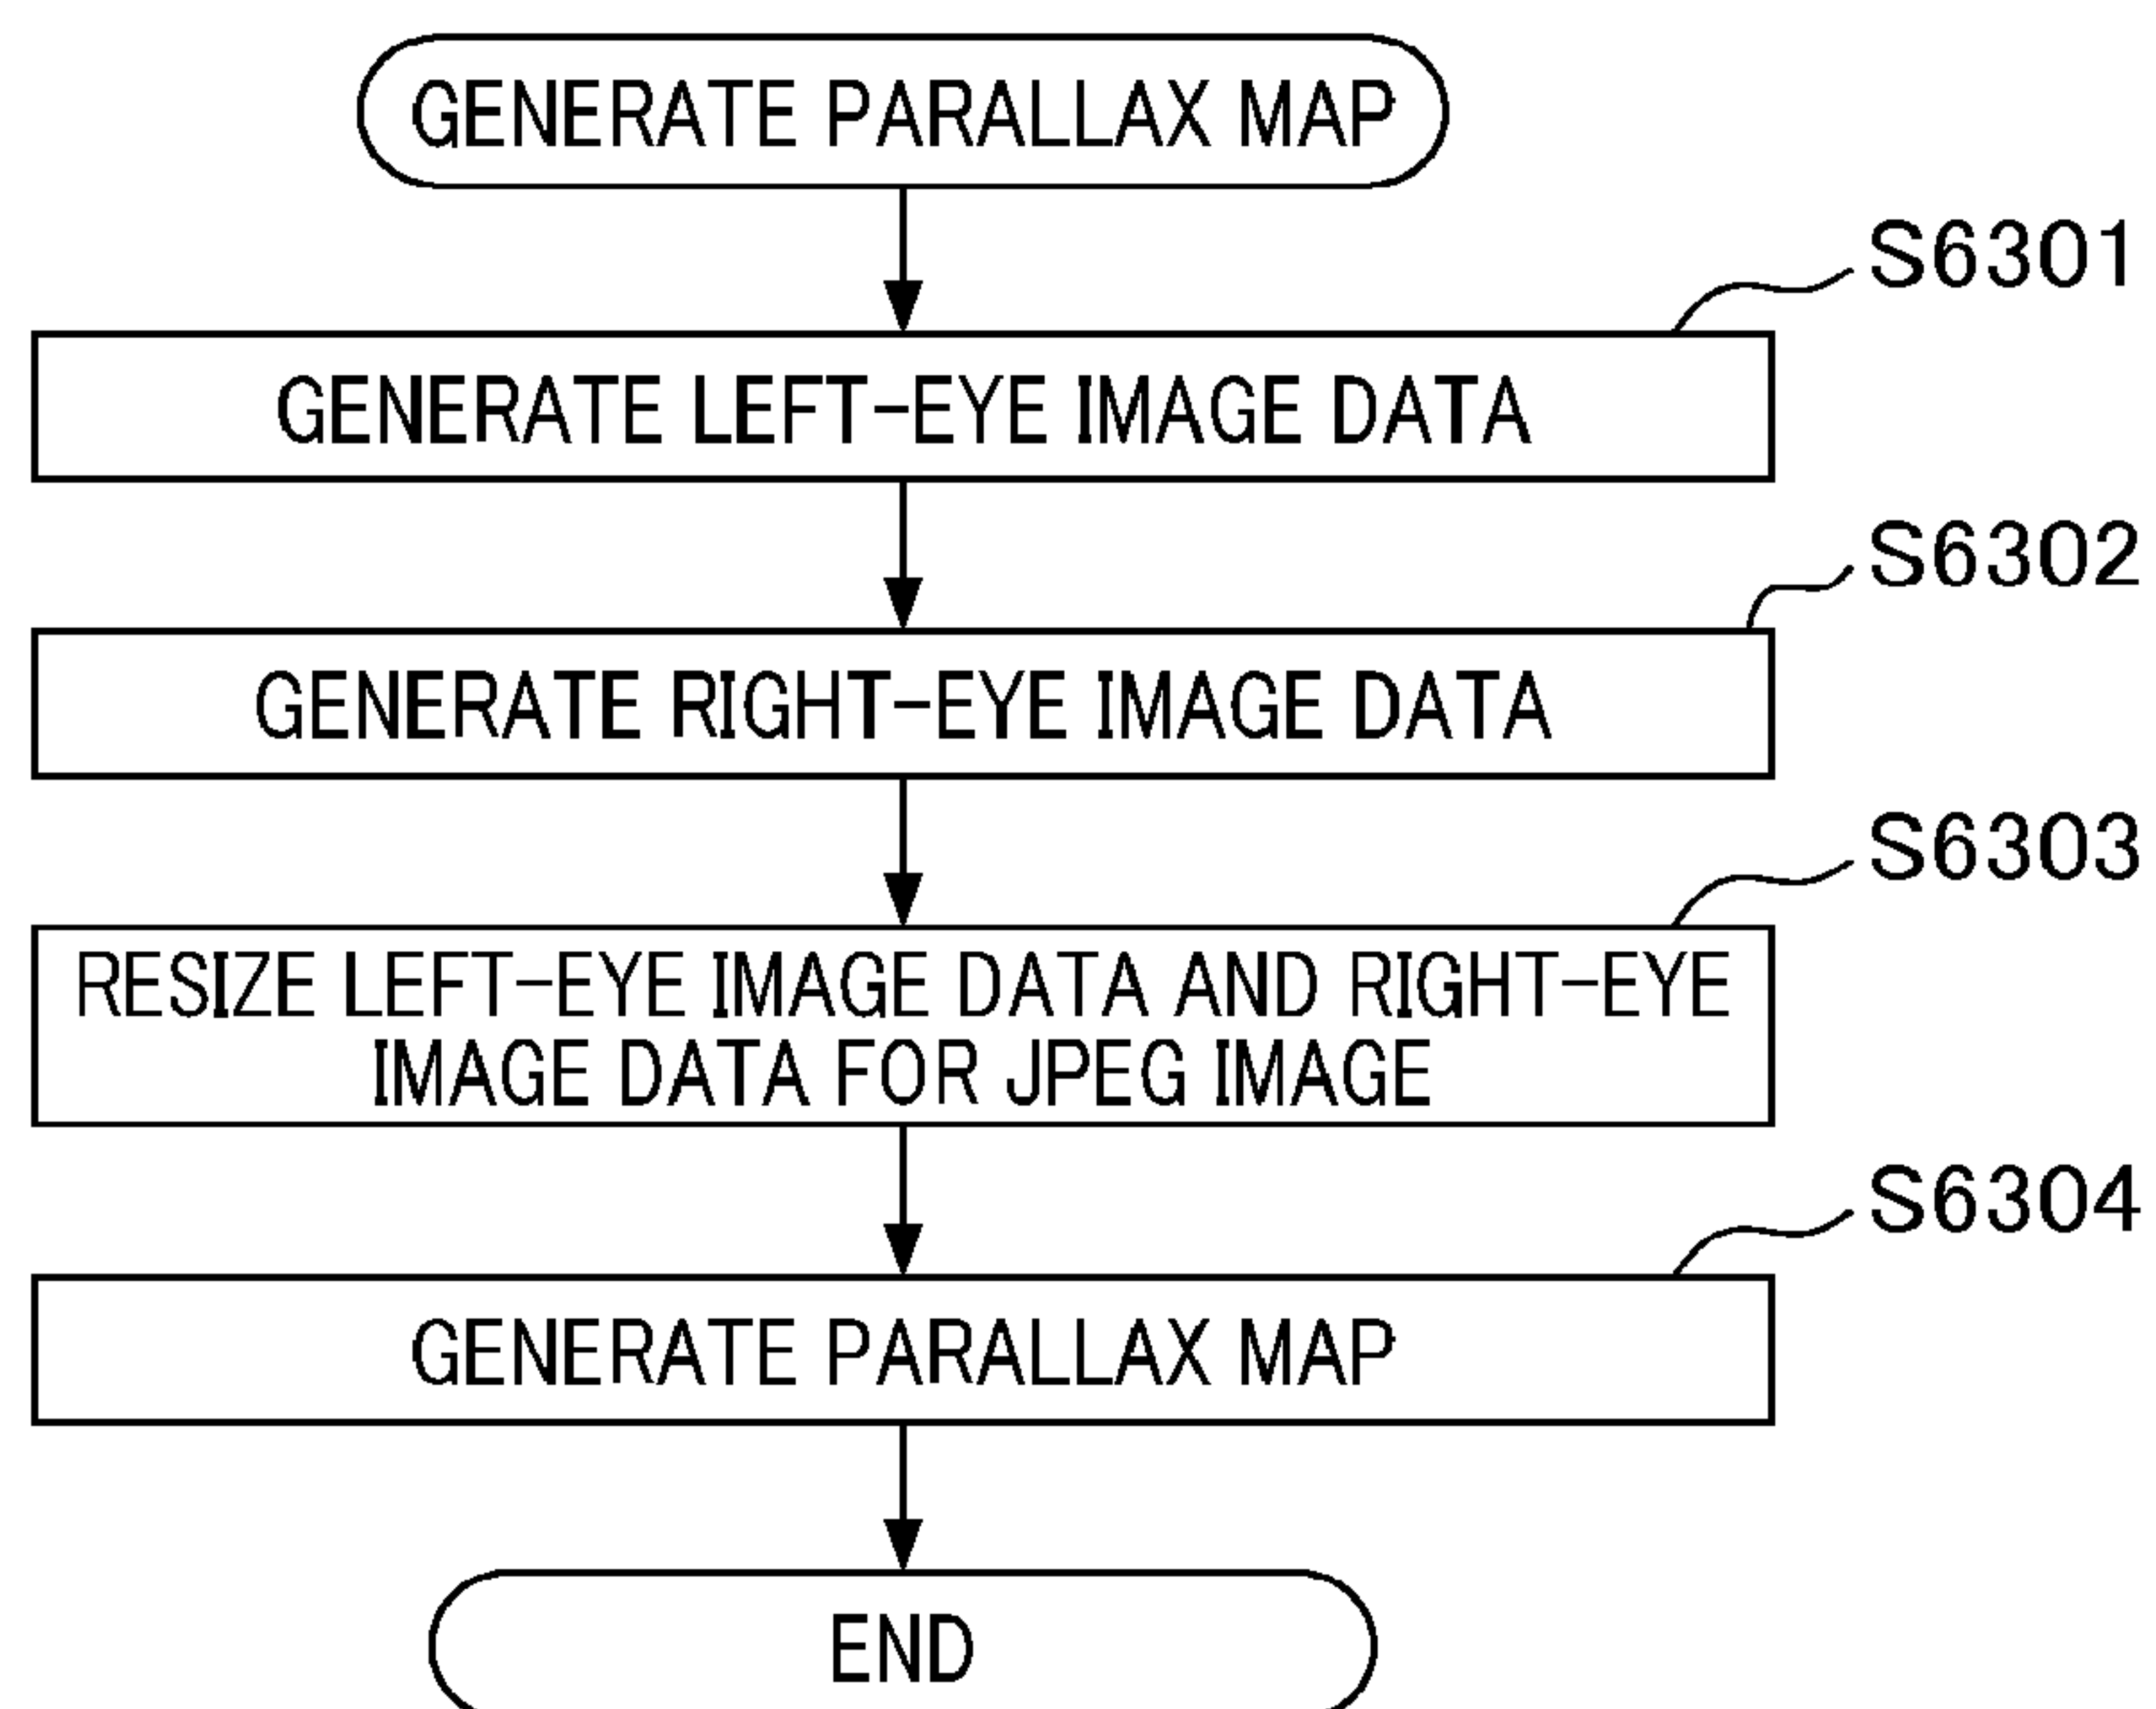 GENERATE PARALLAX MAP
S6301
GENERATE LEFT-EYE IMAGE DATA
S6302
GENERATE RIGHT-EYE IMAGE DATA
S6303
RESIZE LEFT-EYE IMAGE DATA AND RIGHT-EYE
IMAGE DATA FOR JPEG IMAGE
S6304
GENERATE PARALLAX MAP
END